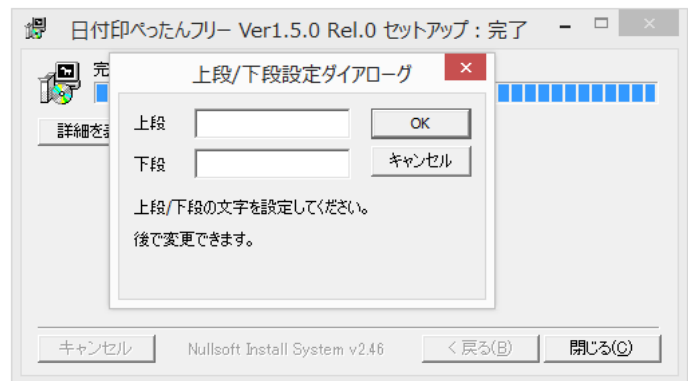 日付印ぺったんフリー Ver1.5.0 Rel.0 セットアップ : 完了
完
上段/下段設定ダイアローグ
詳細を
上段
OK
下段
キャンセル
上段/下段の文字を設定してください。
後で変更できます。
キャンセル
Nullsoft Install System v2.46
< 戻る(B)
閉じる(C)